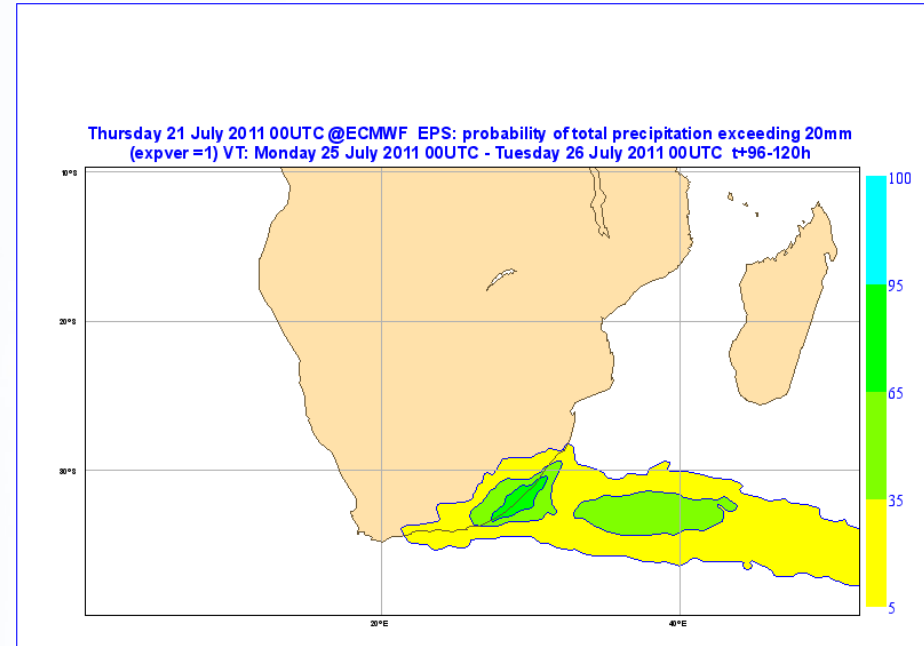 Thursday 21 July 2011 00UTC @ECMWF EPS: probability of total precipitation exceeding 20mm
(expver =1) VT: Monday 25 July 2011 00UTC - Tuesday 26 July 2011 00UTC t+96-120h
10°S
100
95
20°S
65
30°S
35
5
20°E
40°E